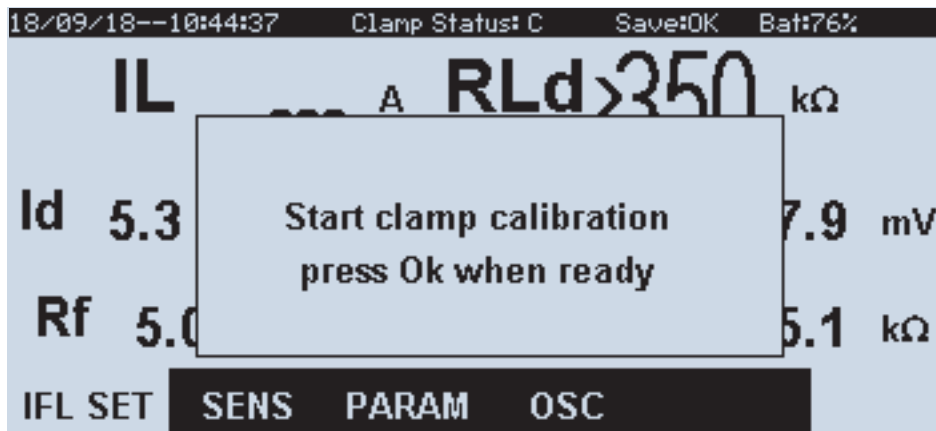 18/09/18--10:44:37 Clamp Status: C Save:OK Bat:76%
IL A RLd >350 kΩ
Start clamp calibration
press Ok when ready
Id 5.3 7.9 mV
Rf 5.0 5.1 kΩ
IFL SET SENS PARAM OSC